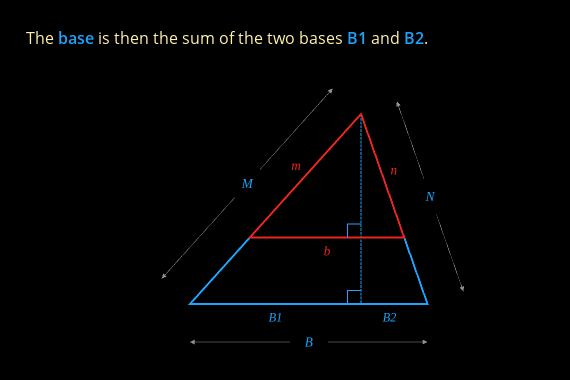 The base is then the sum of the two bases B1 and B2.
m
n
M
N
b
B1
B2
B